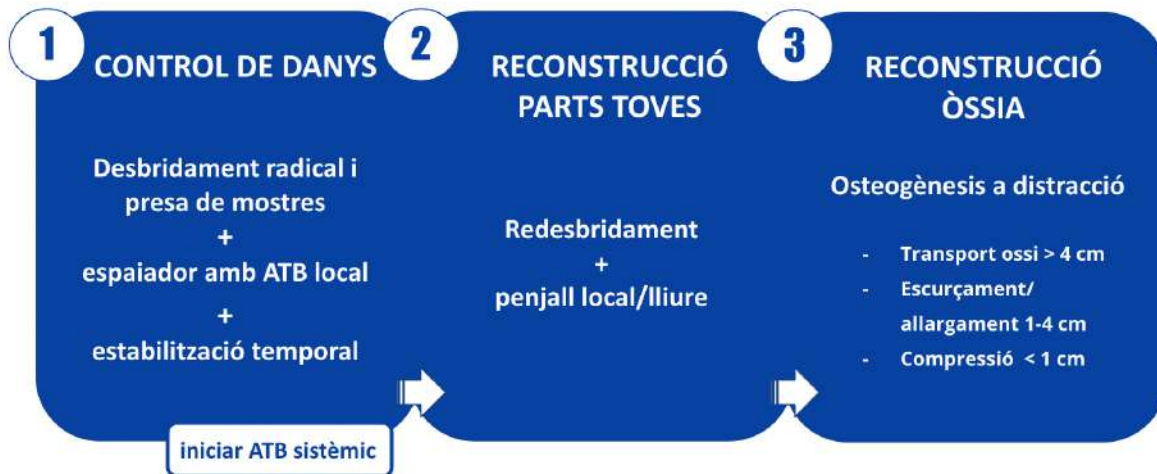 1
CONTROL DE DANYS
Desbridament radical i
presa de mostres
+
espaiador amb ATB local
+
estabilització temporal
iniciar ATB sistèmic
2
RECONSTRUCCIÓ
PARTS TOVES
Redesbridament
+
penjall local/lliure
3
RECONSTRUCCIÓ
ÒSSIA
Osteogènesis a distracció
- Transport ossi > 4 cm
- Escurçament/
allargament 1-4 cm
- Compressió < 1 cm